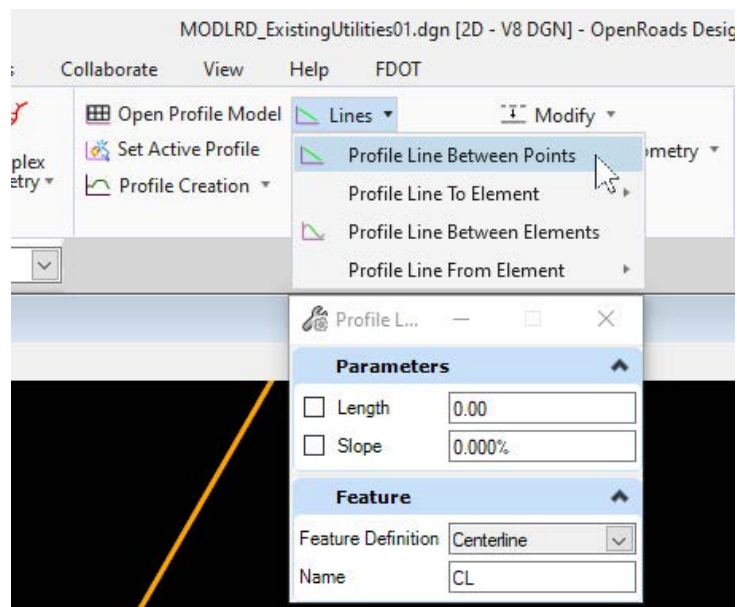 MODLRD_ExistingUtilities01.dgn [2D - V8 DGN] - OpenRoads Desig
Collaborate View Help FDOT
Open Profile Model Lines Modify
plex Set Active Profile Profile Line Between Points ometry
etry Profile Creation Profile Line To Element
Profile Line Between Elements
Profile Line From Element
Profile L...
Parameters
Length 0.00
Slope 0.000%
Feature
Feature Definition Centerline
Name CL